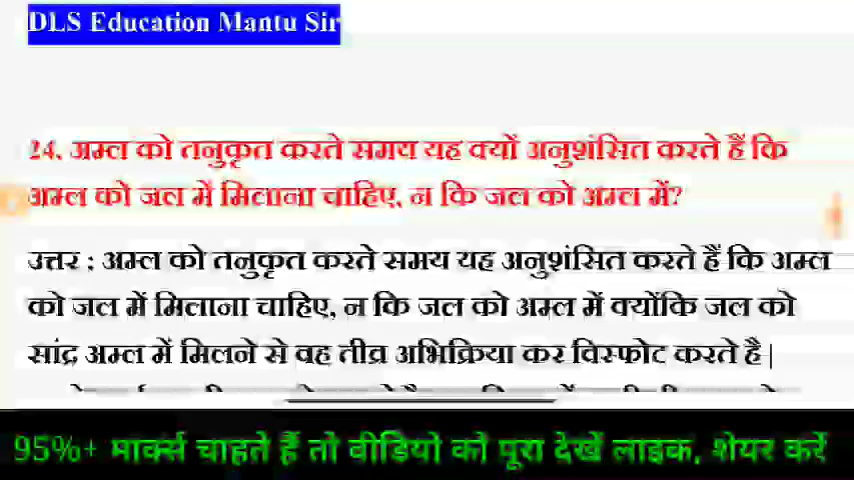 DLS Education Mantu Sir
24. अम्ल को तनुकृत करते समय यह क्यों अनुशंसित करते हैं कि
अम्ल को जल में मिलाना चाहिए, न कि जल को अम्ल में?
उत्तर : अम्ल को तनुकृत करते समय यह अनुशंसित करते हैं कि अम्ल
को जल में मिलाना चाहिए, न कि जल को अम्ल में क्योंकि जल को
सांद्र अम्ल में मिलने से वह तीव्र अभिक्रिया कर विस्फोट करते है|
95%+ मार्क्स चाहते हैं तो वीडियो को पूरा देखें लाइक, शेयर करें